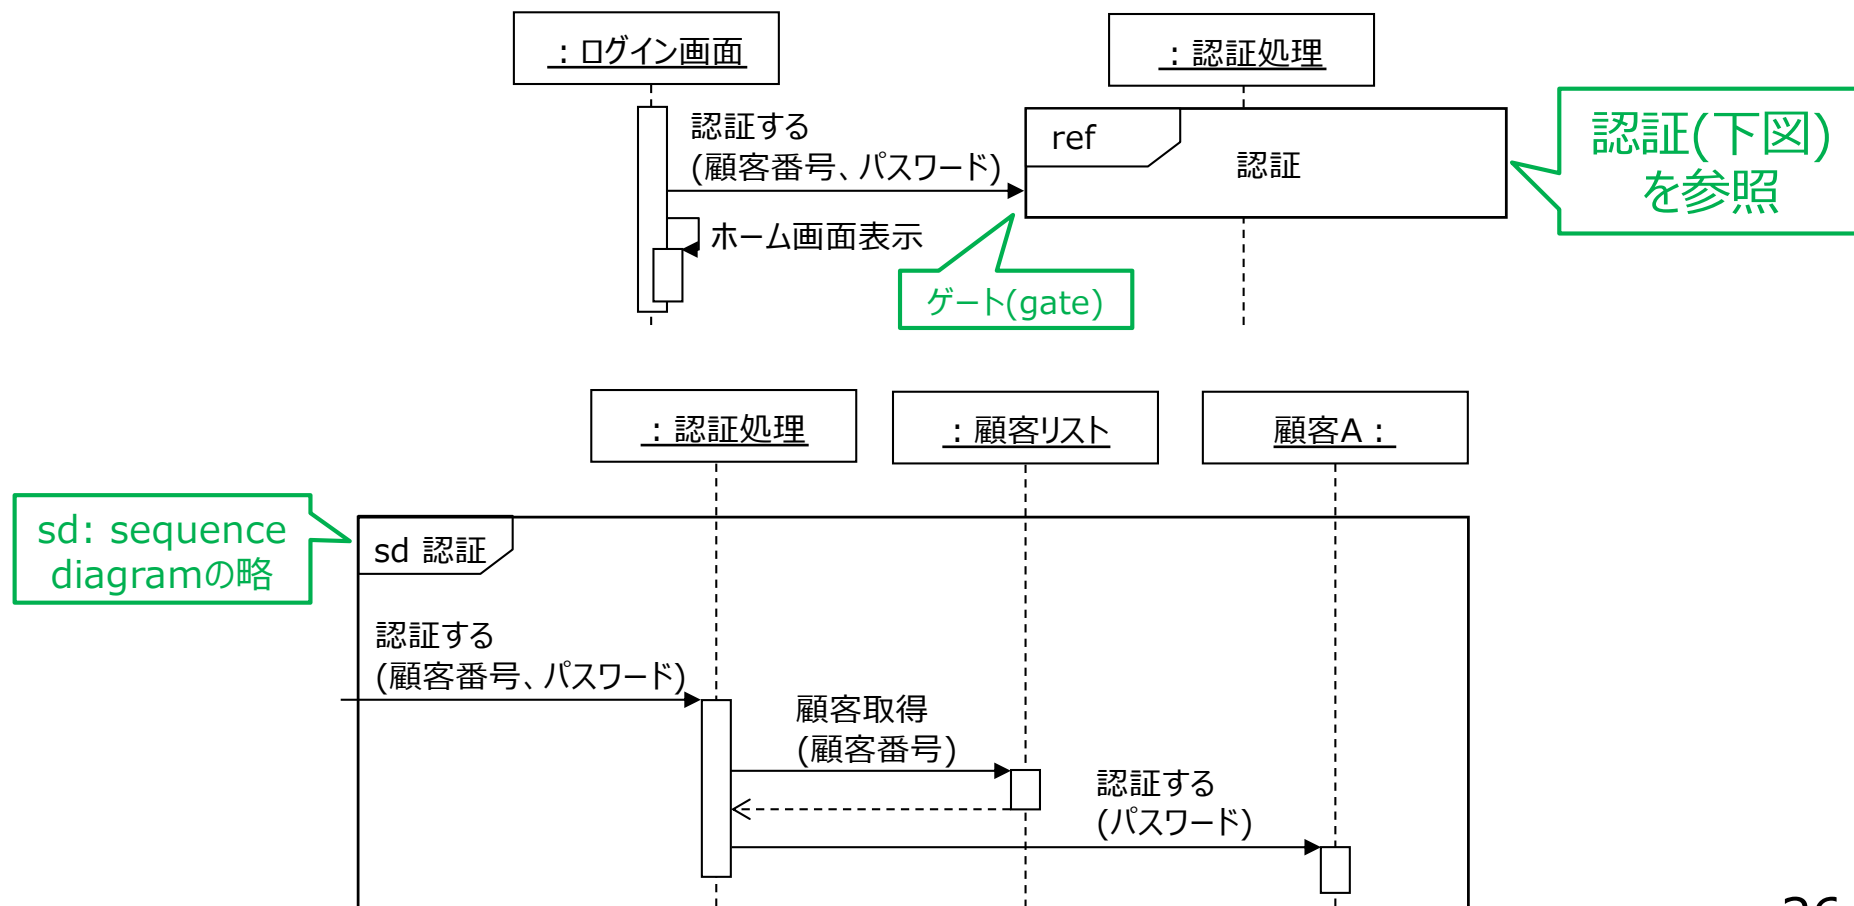 ：ログイン画面
：認証処理
認証する
(顧客番号、パスワード)
ref
認証
認証(下図)
を参照
ホーム画面表示
ゲート(gate)
：認証処理
：顧客リスト
顧客A：
sd: sequence
diagramの略
sd 認証
認証する
(顧客番号、パスワード)
顧客取得
(顧客番号)
認証する
(パスワード)